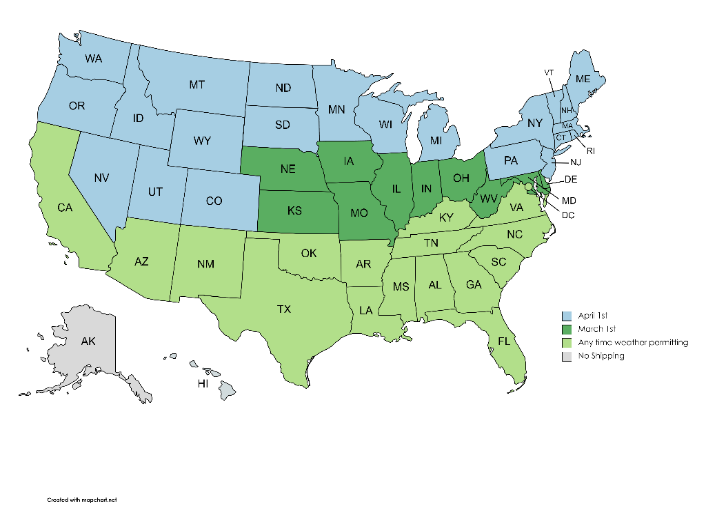 WA
MT
ND
MN
VT
ME
OR
ID
SD
WI
MI
NY
NH
MA
CT
RI
WY
NE
IA
PA
NJ
NV
UT
CO
KS
MO
IL
IN
OH
WV
DE
MD
DC
CA
KY
VA
AZ
NM
OK
AR
TN
NC
SC
TX
LA
MS
AL
GA
FL
AK
HI
April 1st
March 1st
Any time weather permitting
No Shipping
Created with mapchart.net